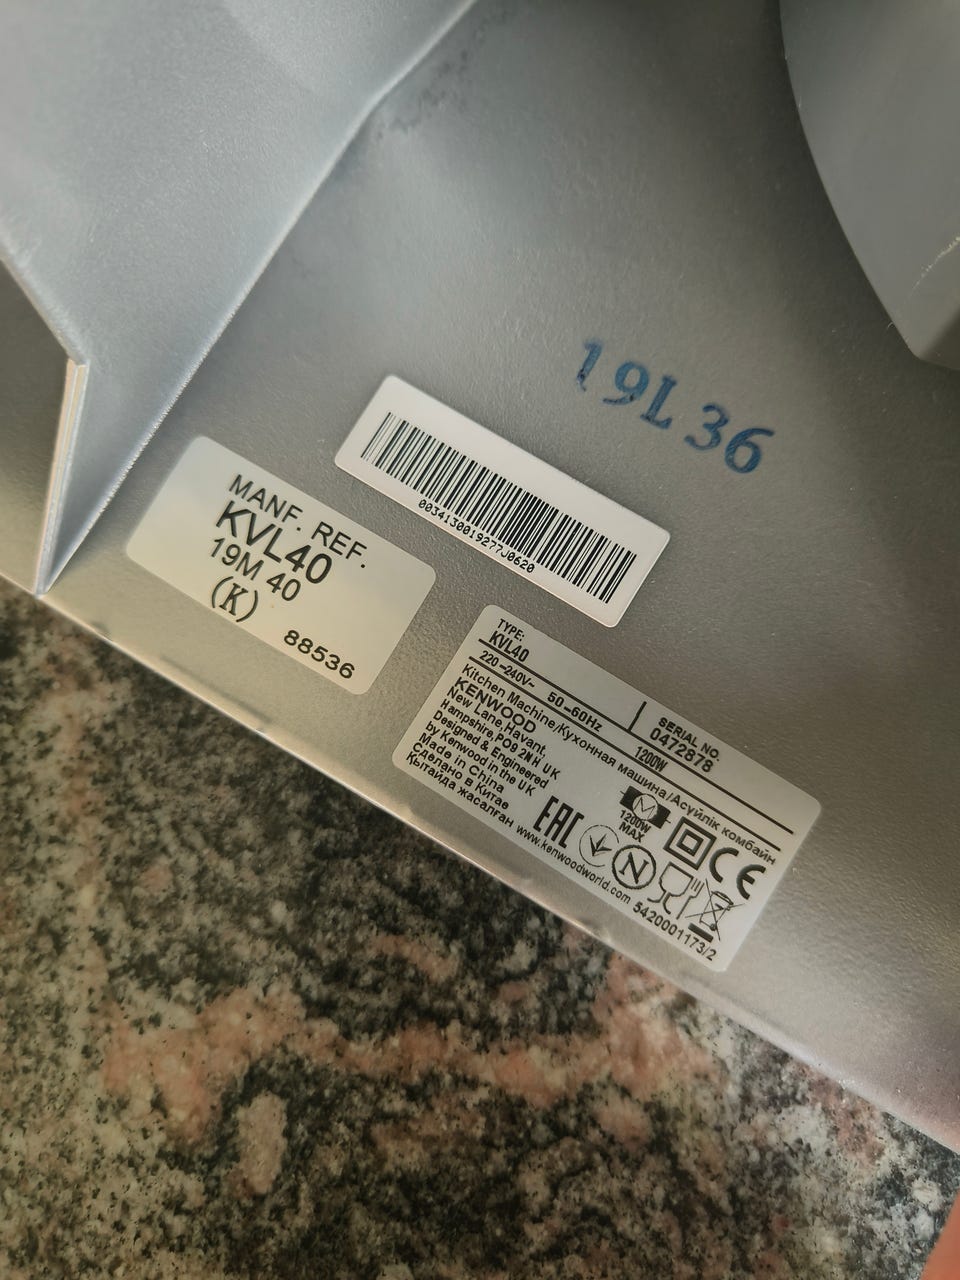 19L36
0034130019277J0620
MANF. REF.
KVL40
19M 40
(K)
88536
TYPE:
KVL40
SERIAL NO.
0472878
220-240V~ 50-60Hz 1200W
Kitchen Machine/Кухонная машина/Асүйлік комбайн
KENWOOD
New Lane, Havant,
Hampshire, PO9 2NH UK
Designed & Engineered
by Kenwood in the UK
Made in China
Сделано в Китае
Қытайда жасалған
www.kenwoodworld.com
M
1200W
MAX
EAC
N
CE
5420001173/2